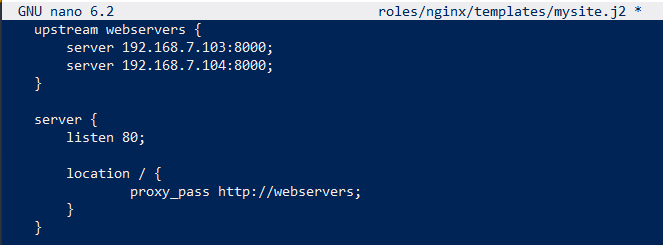 GNU nano 6.2 roles/nginx/templates/mysite.j2 *
upstream webservers {
server 192.168.7.103:8000;
server 192.168.7.104:8000;
}
server {
listen 80;
location / {
proxy_pass http://webservers;
}
}